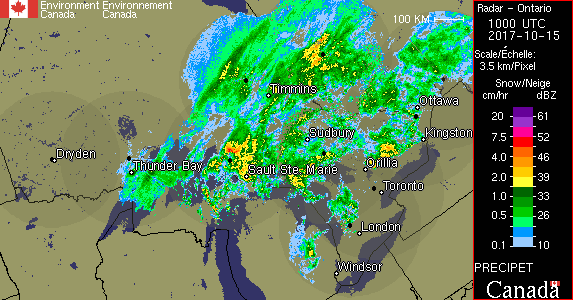 Environment Environnement
Canada Canada
100 KM
Timmins
Ottawa
Sudbury
Kingston
Dryden
Thunder Bay
Sault Ste-Marie
Orillia
Toronto
London
Windsor
Radar - Ontario
1000 UTC
2017-10-15
Scale/Échelle:
3.5 km/Pixel
Snow/Neige
cm/hr dBZ
20 61
7.5 52
4.0 46
2.0 39
1.0 33
0.5 26
0.1 10
PRECIPET
Canada